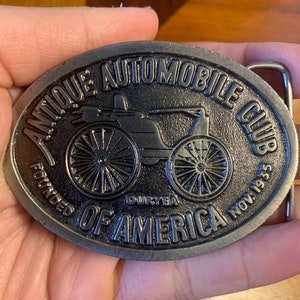 ANTIQUE AUTOMOBILE CLUB
FOUNDED
DURYEA
NOV. 1935
OF AMERICA